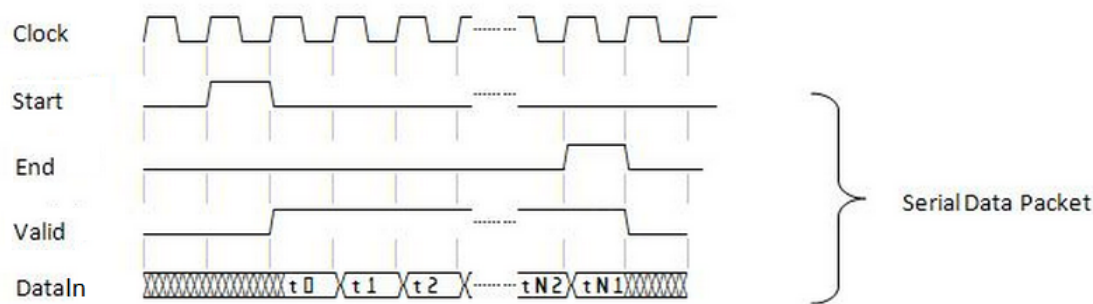 Clock
Start
End
Valid
DataIn
t0 t1 t2 tN2 tN1
Serial Data Packet